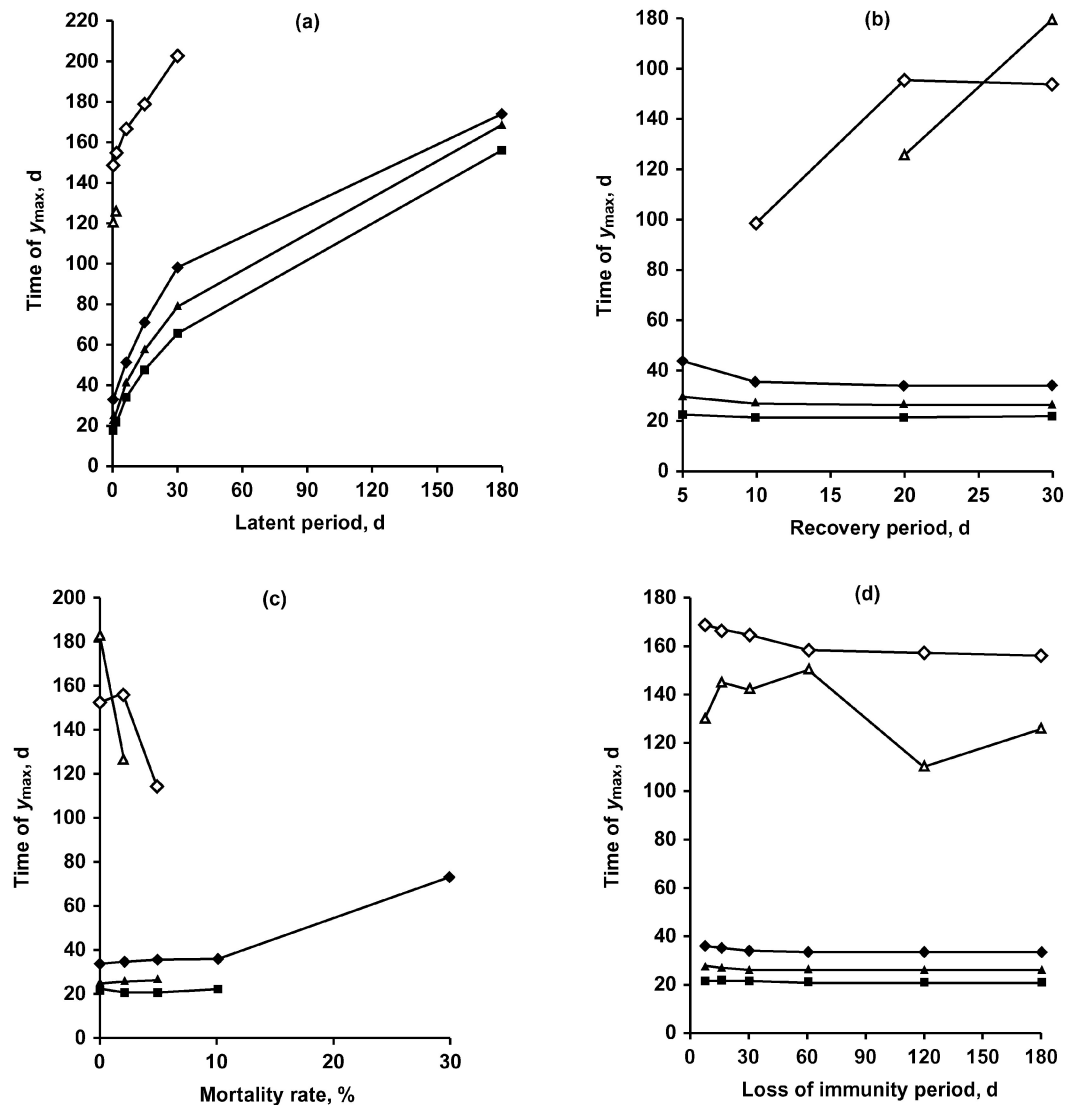 (a)
220
200
180
160
140
120
100
80
60
40
20
0
Time of ymax, d
0 30 60 90 120 150 180
Latent period, d
(b)
180
100
120
100
80
60
40
20
0
Time of ymax, d
5 10 15 20 25 30
Recovery period, d
(c)
200
180
160
140
120
100
80
60
40
20
0
Time of ymax, d
0 10 20 30
Mortality rate, %
(d)
180
160
140
120
100
80
60
40
20
0
Time of ymax, d
0 30 60 90 120 150 180
Loss of immunity period, d